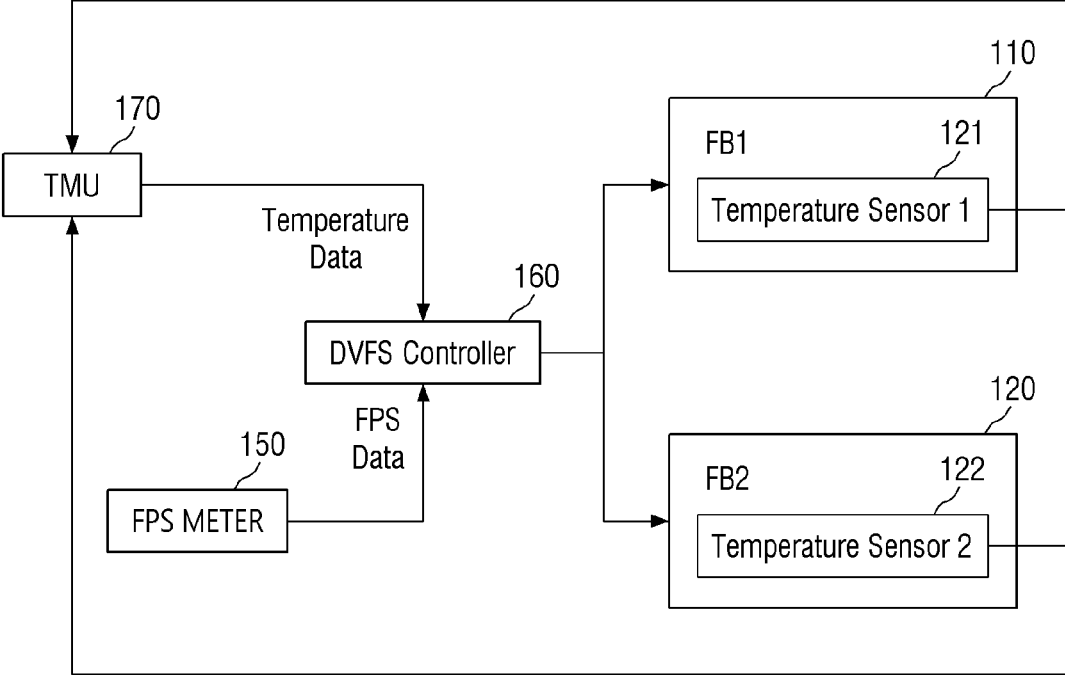 110
170
FB1
121
TMU
Temperature Sensor 1
Temperature
Data
160
DVFS Controller
FPS
Data
120
150
FB2
122
FPS METER
Temperature Sensor 2